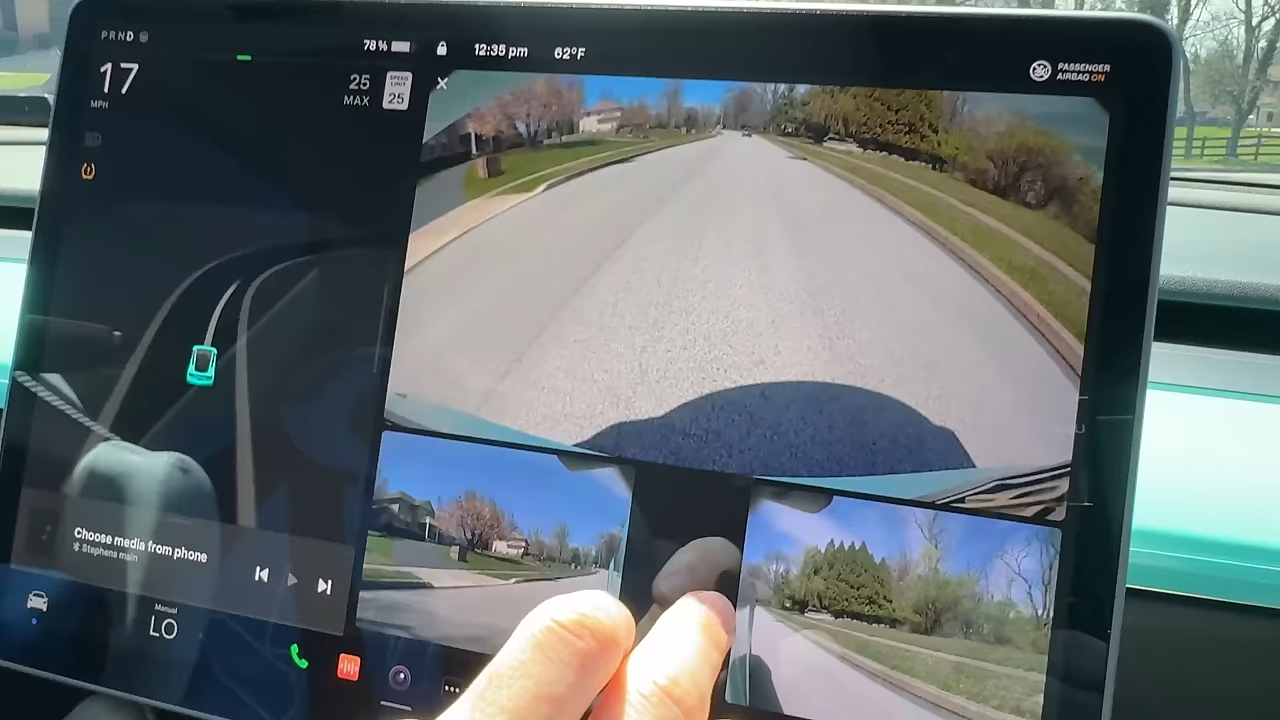 PRND
78%
12:35 pm
62°F
PASSENGER
AIRBAG ON
17
MPH
25
MAX
SPEED
LIMIT
25
Choose media from phone
Stephens main
Manual
LO